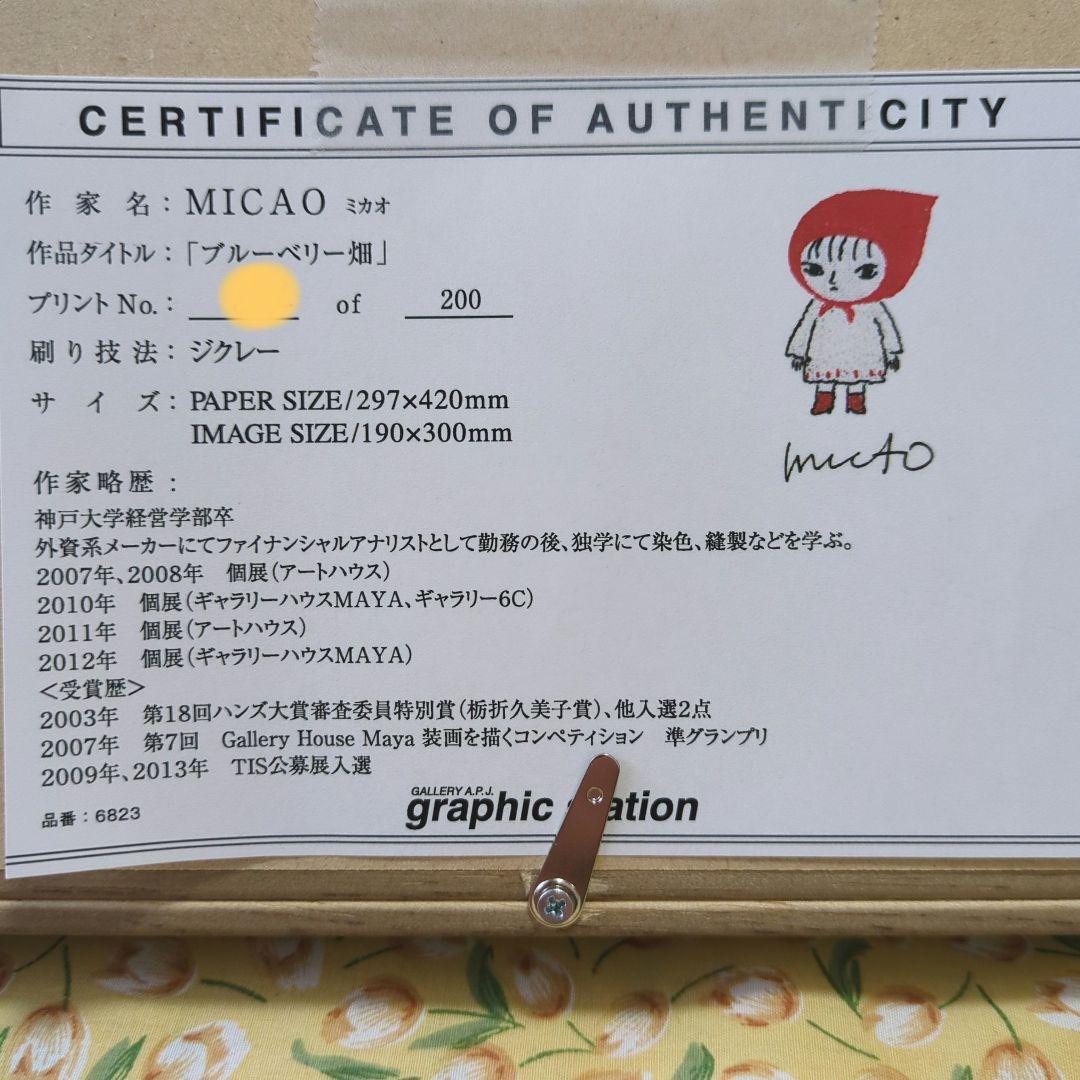 CERTIFICATE OF AUTHENTICITY
作家名：MICAO ミカオ
作品タイトル：「ブルーベリー畑」
プリント No.： of 200
刷り技法：ジクレー
サイズ：PAPER SIZE/297×420mm
IMAGE SIZE/190×300mm
micAO
作家略歴：
神戸大学経営学部卒
外資系メーカーにてファイナンシャルアナリストとして勤務の後、独学にて染色、縫製などを学ぶ。
2007年、2008年　個展（アートハウス）
2010年　個展（ギャラリーハウスMAYA、ギャラリー6C）
2011年　個展（アートハウス）
2012年　個展（ギャラリーハウスMAYA）
＜受賞歴＞
2003年　第18回ハンズ大賞審査委員特別賞（栃折久美子賞）、他入選2点
2007年　第7回　Gallery House Maya 装画を描くコンペティション　準グランプリ
2009年、2013年　TIS公募展入選
GALLERY A.P.J.
graphic station
品番：6823